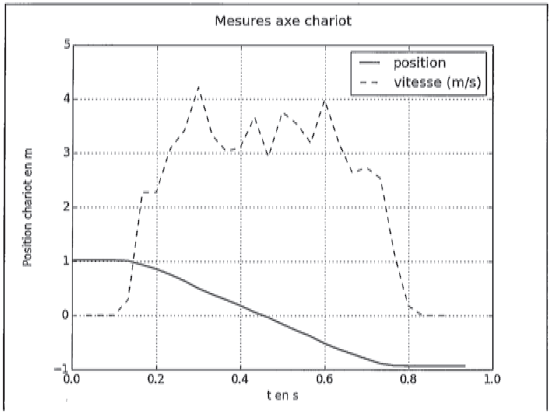 Mesures axe chariot
5
position
vitesse (m/s)
4
3
2
1
0
−1
Position chariot en m
0.0 0.2 0.4 0.6 0.8 1.0
t en s